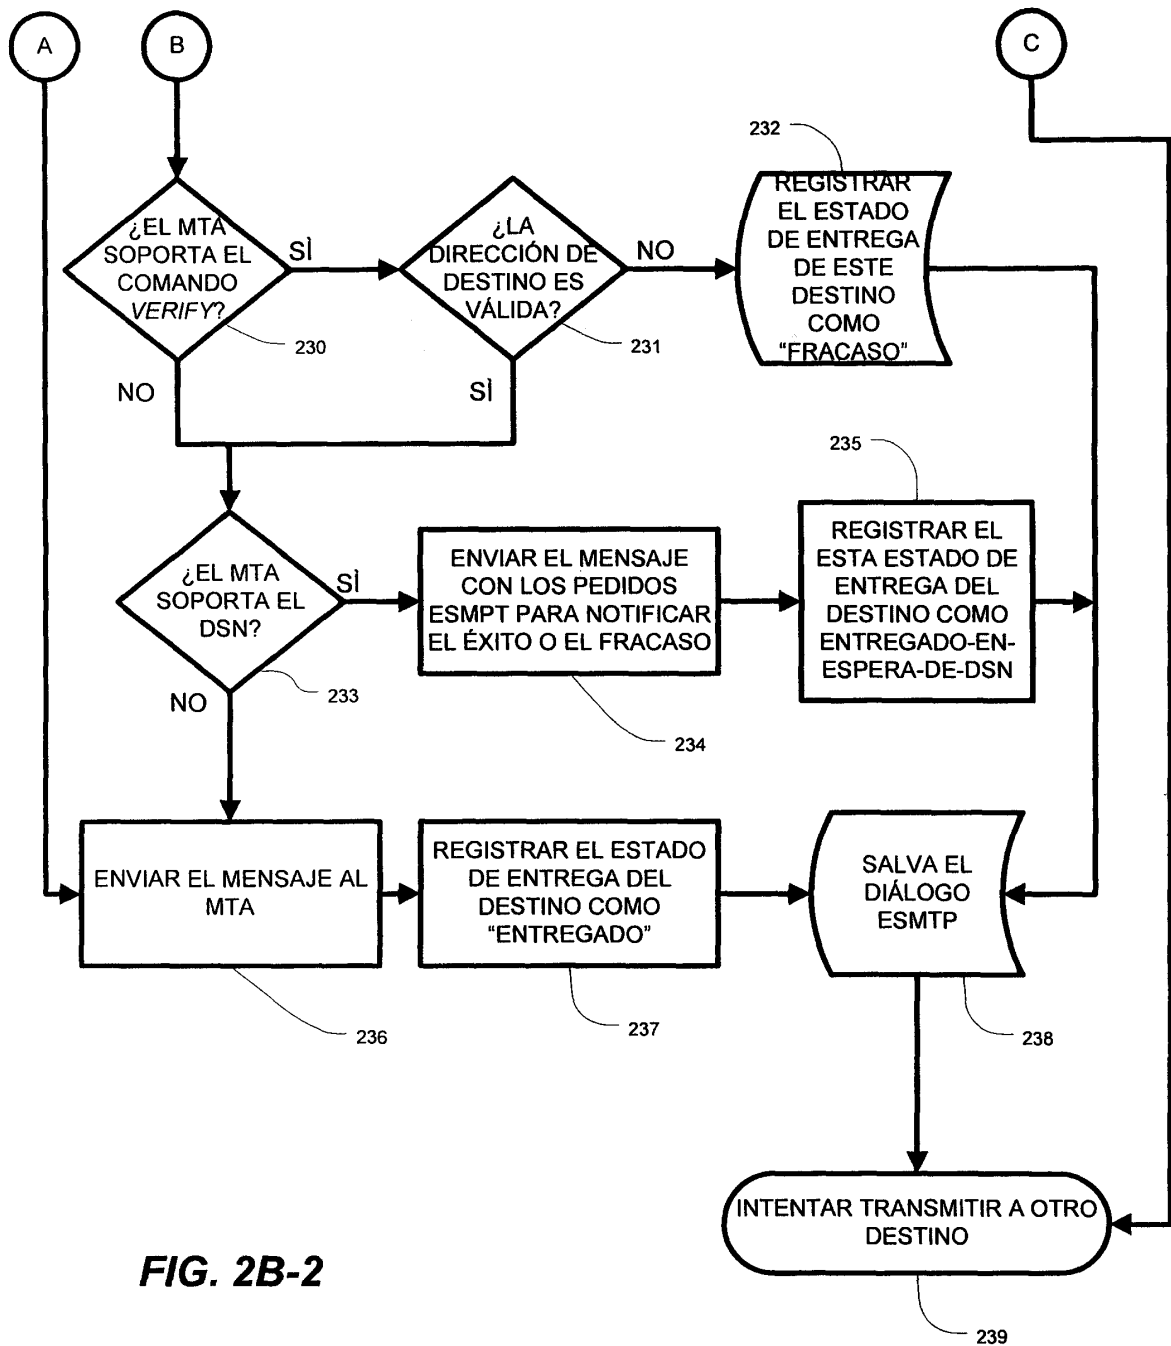 A
B
C
232
¿EL MTA
SOPORTA EL
COMANDO
VERIFY?
SÌ
230
NO
¿LA
DIRECCIÓN DE
DESTINO ES
VÁLIDA?
NO
231
SÌ
REGISTRAR
EL ESTADO
DE ENTREGA
DE ESTE
DESTINO
COMO
“FRACASO”
235
¿EL MTA
SOPORTA EL
DSN?
SÌ
233
NO
ENVIAR EL MENSAJE
CON LOS PEDIDOS
ESMPT PARA NOTIFICAR
EL ÉXITO O EL FRACASO
234
REGISTRAR EL
ESTA ESTADO DE
ENTREGA DEL
DESTINO COMO
ENTREGADO-EN-
ESPERA-DE-DSN
ENVIAR EL MENSAJE AL
MTA
236
REGISTRAR EL ESTADO
DE ENTREGA DEL
DESTINO COMO
“ENTREGADO”
237
SALVA EL
DIÁLOGO
ESMTP
238
INTENTAR TRANSMITIR A OTRO
DESTINO
239
FIG. 2B-2